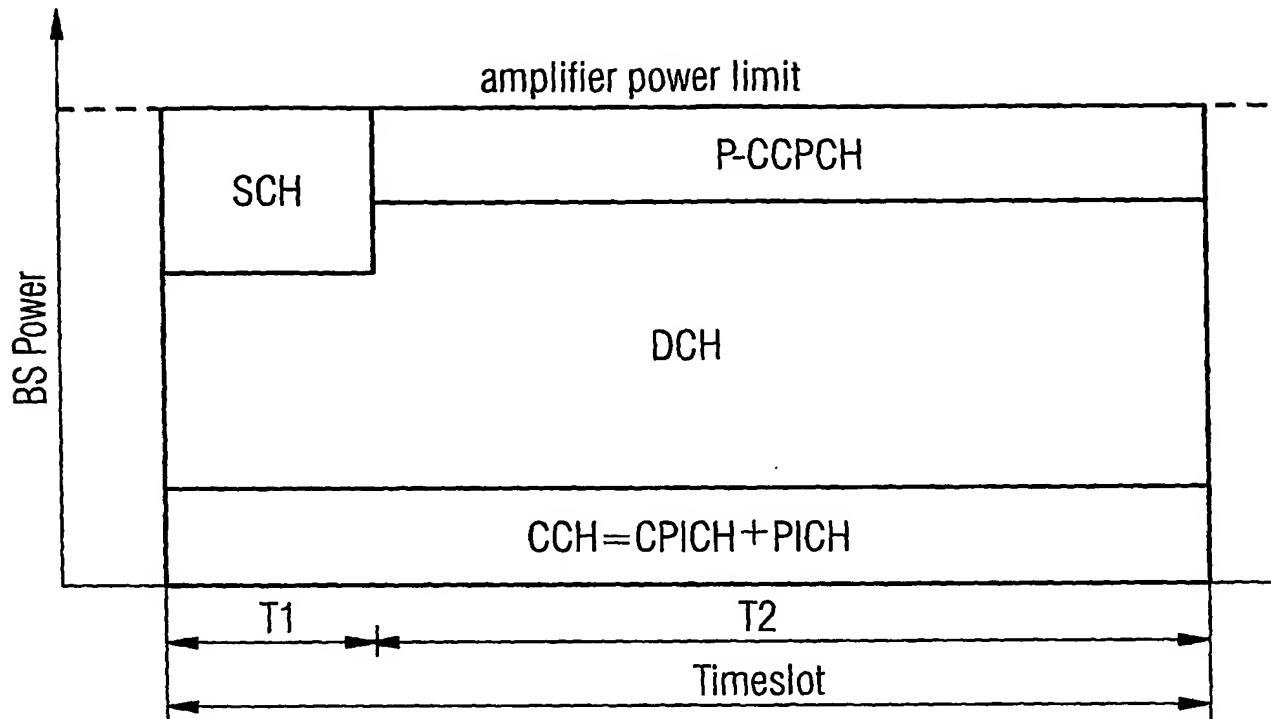 amplifier power limit
P-CCPCH
SCH
BS Power
DCH
CCH=CPICH+PICH
T1
T2
Timeslot